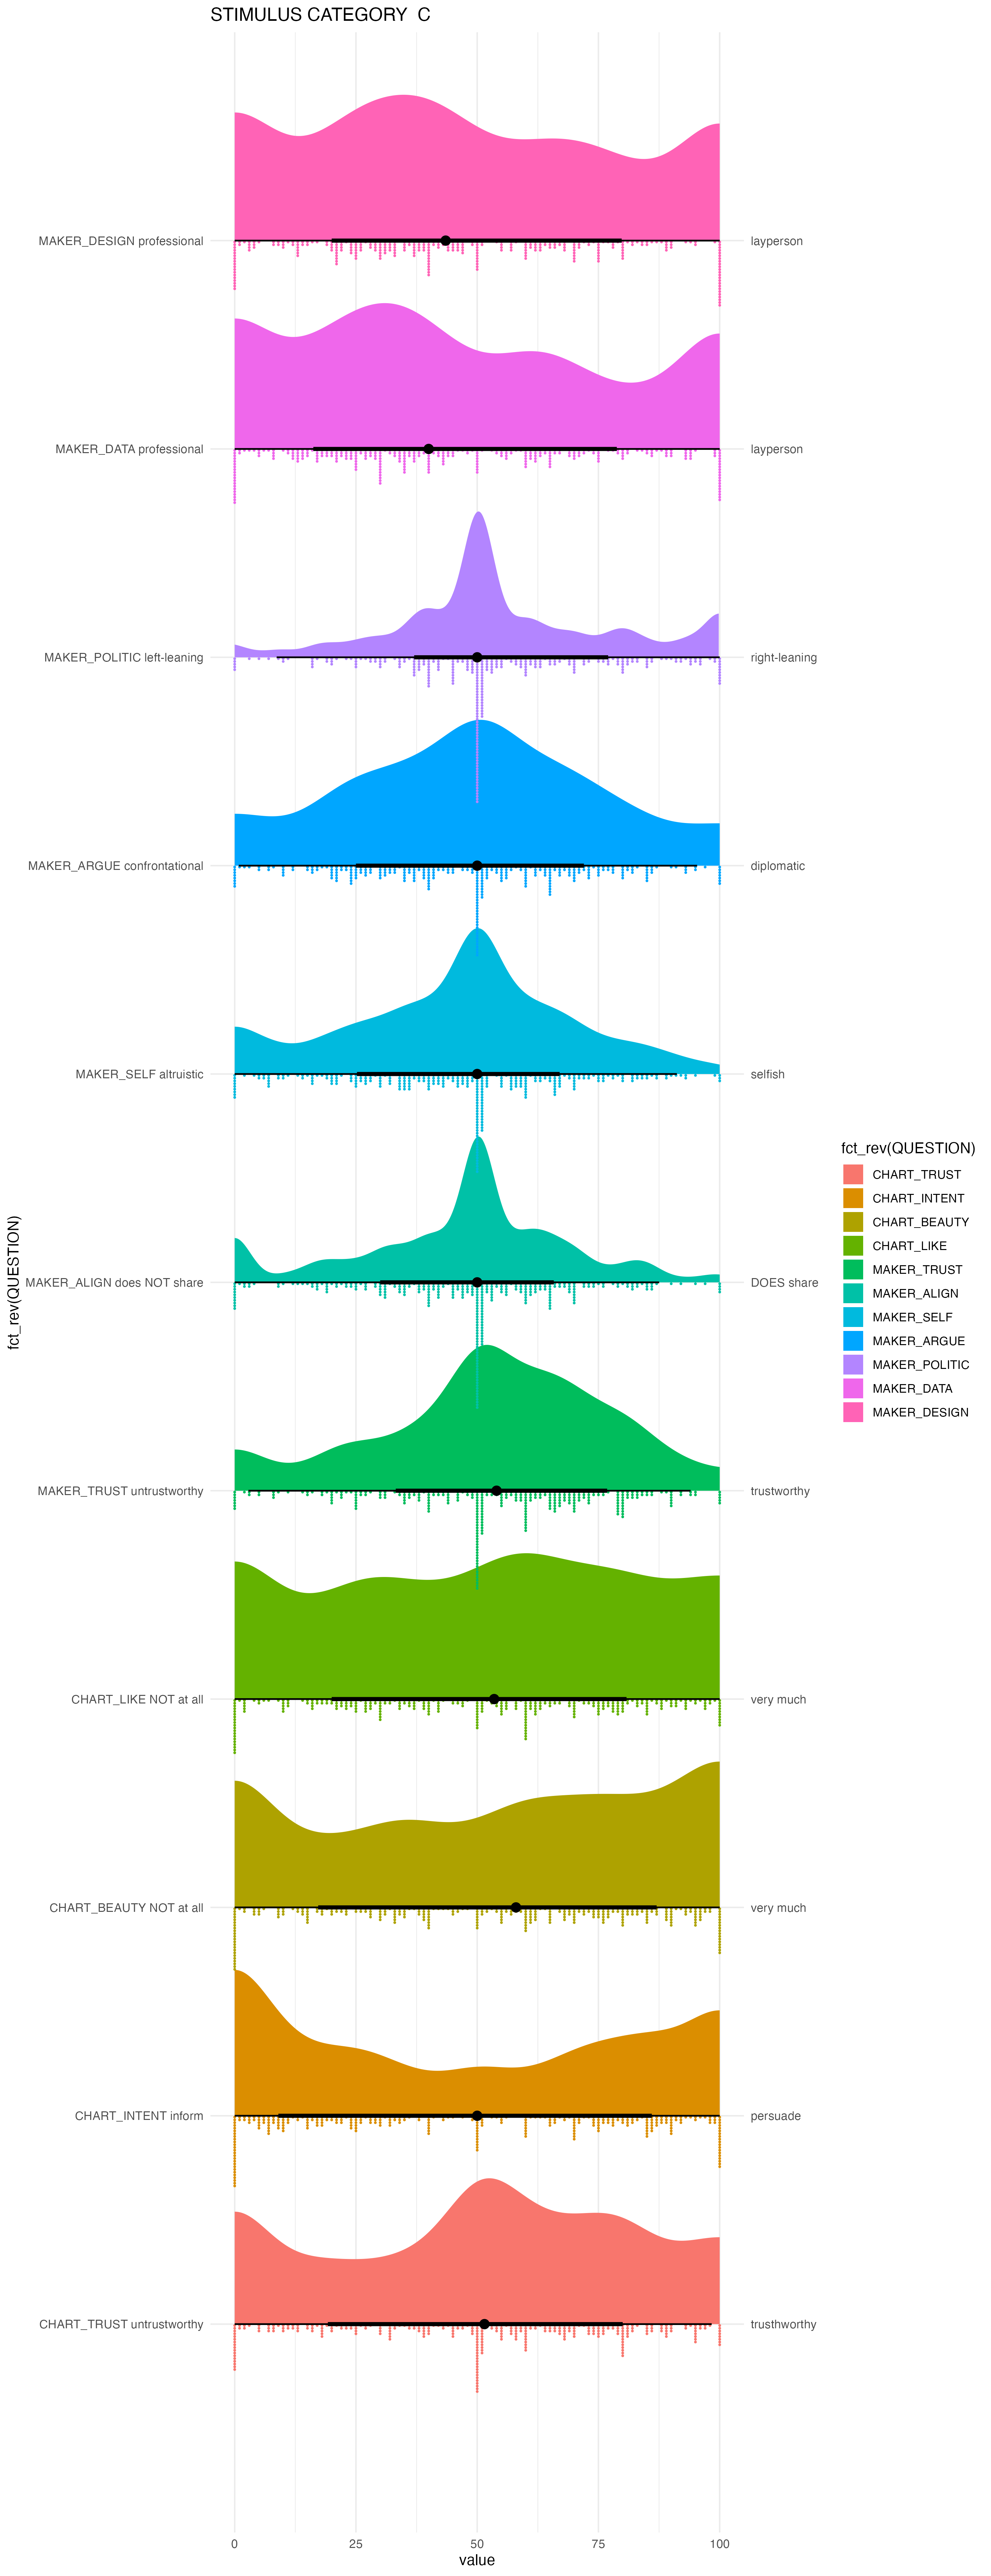 STIMULUS CATEGORY  C
MAKER_DESIGN professional
layperson
MAKER_DATA professional
layperson
MAKER_POLITIC left-leaning
right-leaning
MAKER_ARGUE confrontational
diplomatic
MAKER_SELF altruistic
selfish
MAKER_ALIGN does NOT share
DOES share
MAKER_TRUST untrustworthy
trustworthy
CHART_LIKE NOT at all
very much
CHART_BEAUTY NOT at all
very much
CHART_INTENT inform
persuade
CHART_TRUST untrustworthy
trusthworthy
0
25
50
75
100
value
fct_rev(QUESTION)
fct_rev(QUESTION)
CHART_TRUST
CHART_INTENT
CHART_BEAUTY
CHART_LIKE
MAKER_TRUST
MAKER_ALIGN
MAKER_SELF
MAKER_ARGUE
MAKER_POLITIC
MAKER_DATA
MAKER_DESIGN